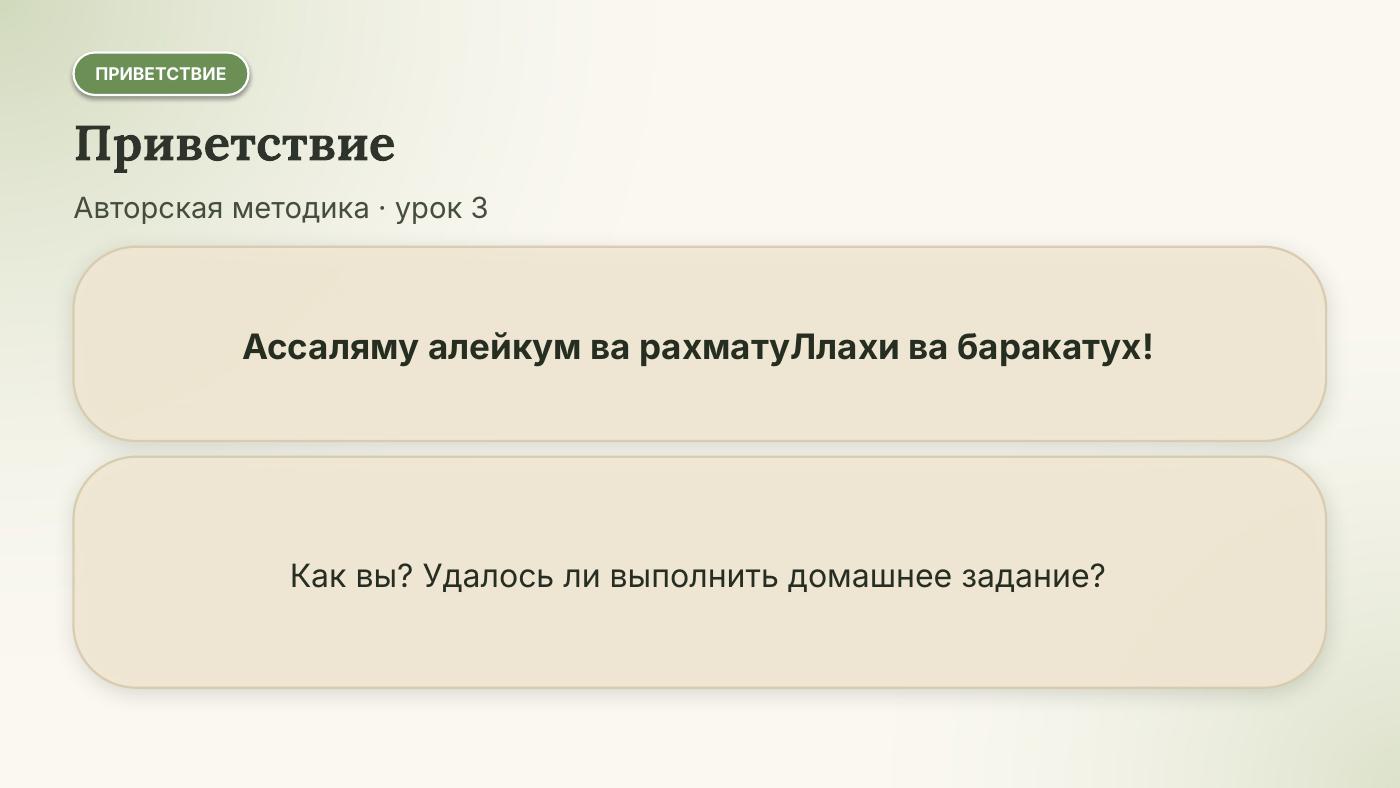 ПРИВЕТСТВИЕ
Приветствие
Авторская методика · урок 3
Ассаляму алейкум ва рахматуЛлахи ва баракатух!
Как вы? Удалось ли выполнить домашнее задание?